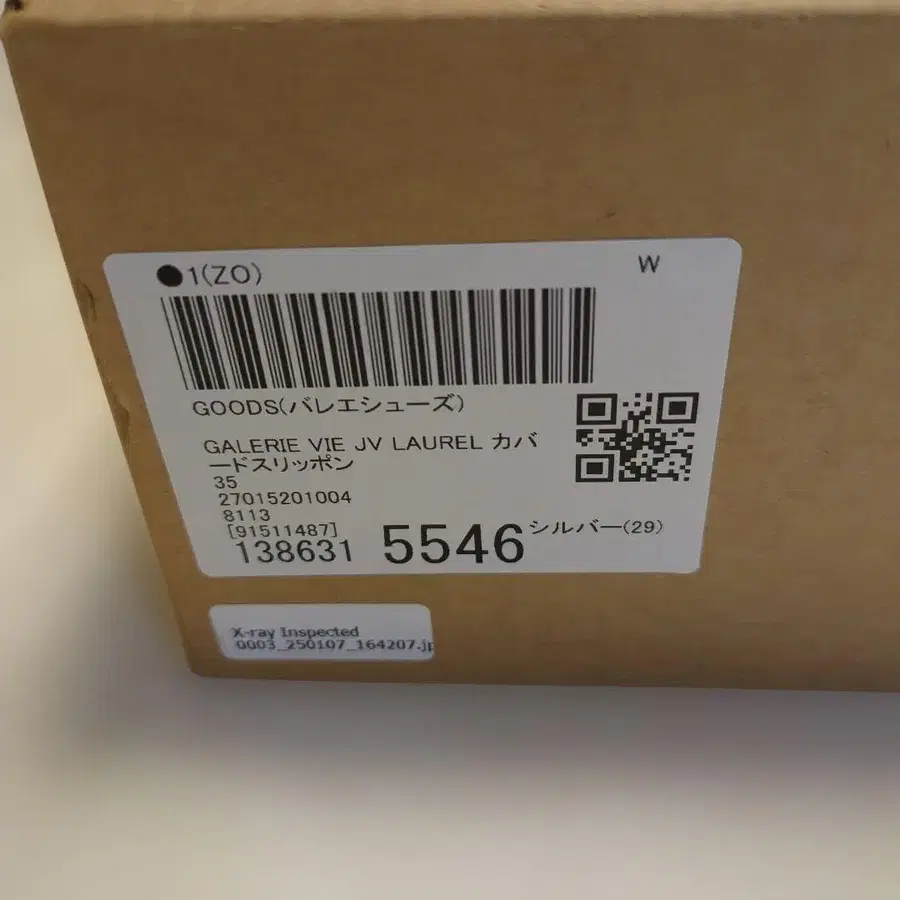 ●1(ZO)
W
GOODS(バレエシューズ)
GALERIE VIE JV LAUREL カバ
ードスリッポン
35
27015201004
8113
[91511487]
138631 5546 シルバー(29)
X-ray Inspected
0003_250107_164207.jp